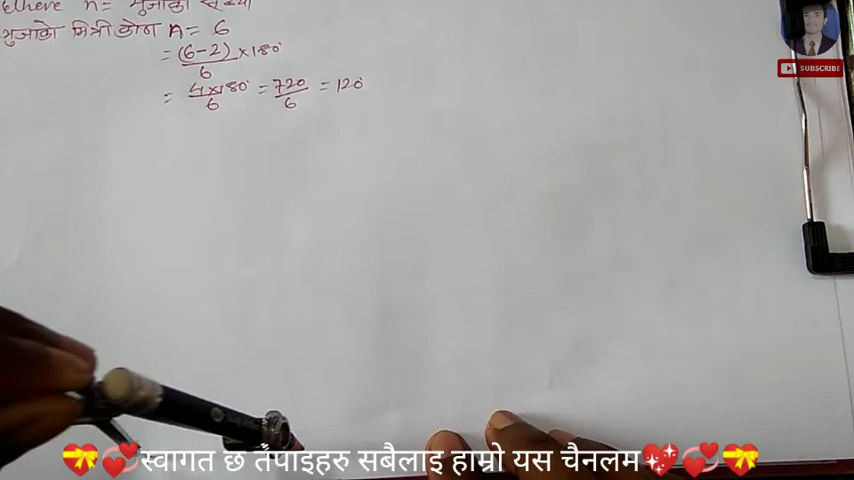 where n = भुजाको संख्या
भुजाको भित्री कोण n = 6
= (6-2)/6 × 180°
= 4×180°/6 = 720/6 = 120°
SUBSCRIBE
स्वागत छ तँपाइहरु सबैलाइ हाम्रो यस चैनलम